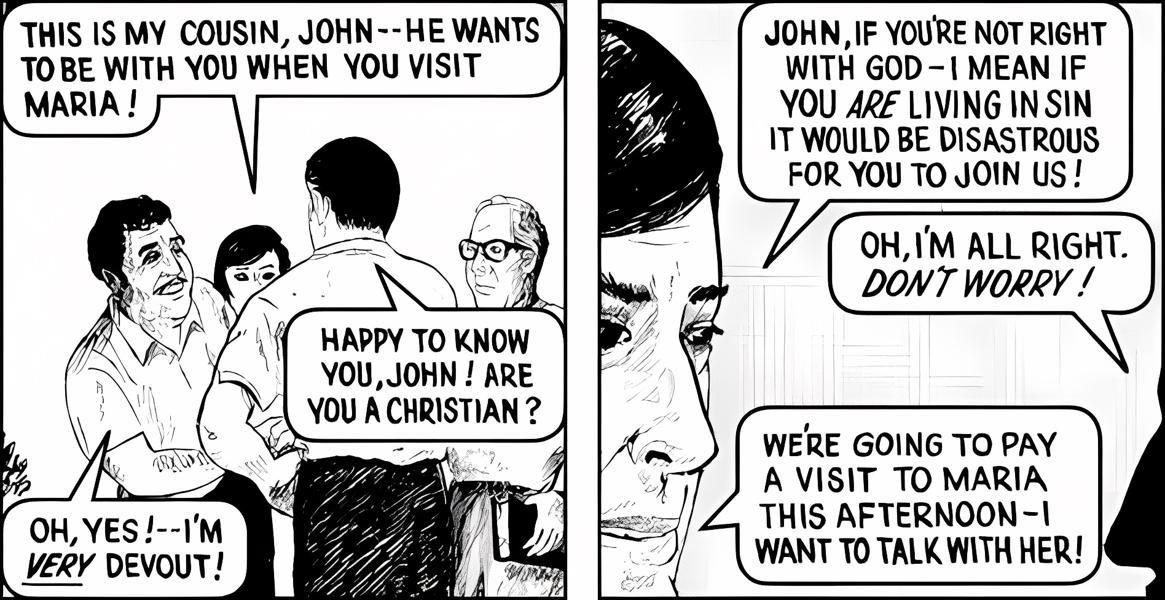 THIS IS MY COUSIN, JOHN--HE WANTS
TO BE WITH YOU WHEN YOU VISIT
MARIA!
HAPPY TO KNOW
YOU, JOHN! ARE
YOU A CHRISTIAN?
OH, YES!--I'M
VERY DEVOUT!
JOHN, IF YOU'RE NOT RIGHT
WITH GOD-I MEAN IF
YOU ARE LIVING IN SIN
IT WOULD BE DISASTROUS
FOR YOU TO JOIN US!
OH, I'M ALL RIGHT.
DON'T WORRY!
WE'RE GOING TO PAY
A VISIT TO MARIA
THIS AFTERNOON-I
WANT TO TALK WITH HER!